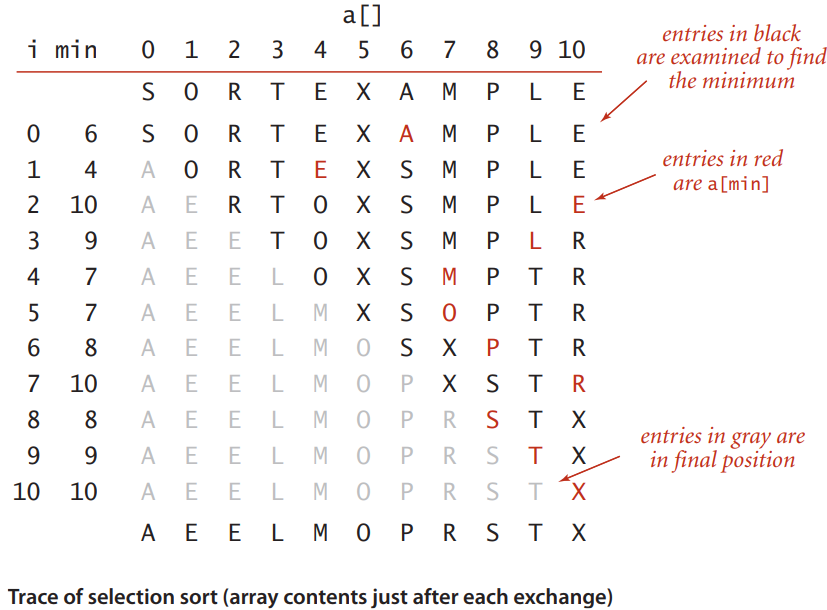 a[]
i min 0 1 2 3 4 5 6 7 8 9 10
S O R T E X A M P L E
0 6 S O R T E X A M P L E
1 4 A O R T E X S M P L E
2 10 A E R T O X S M P L E
3 9 A E E T O X S M P L R
4 7 A E E L O X S M P T R
5 7 A E E L M X S O P T R
6 8 A E E L M O S X P T R
7 10 A E E L M O P X S T R
8 8 A E E L M O P R S T X
9 9 A E E L M O P R S T X
10 10 A E E L M O P R S T X
A E E L M O P R S T X
entries in black
are examined to find
the minimum
entries in red
are a[min]
entries in gray are
in final position
Trace of selection sort (array contents just after each exchange)